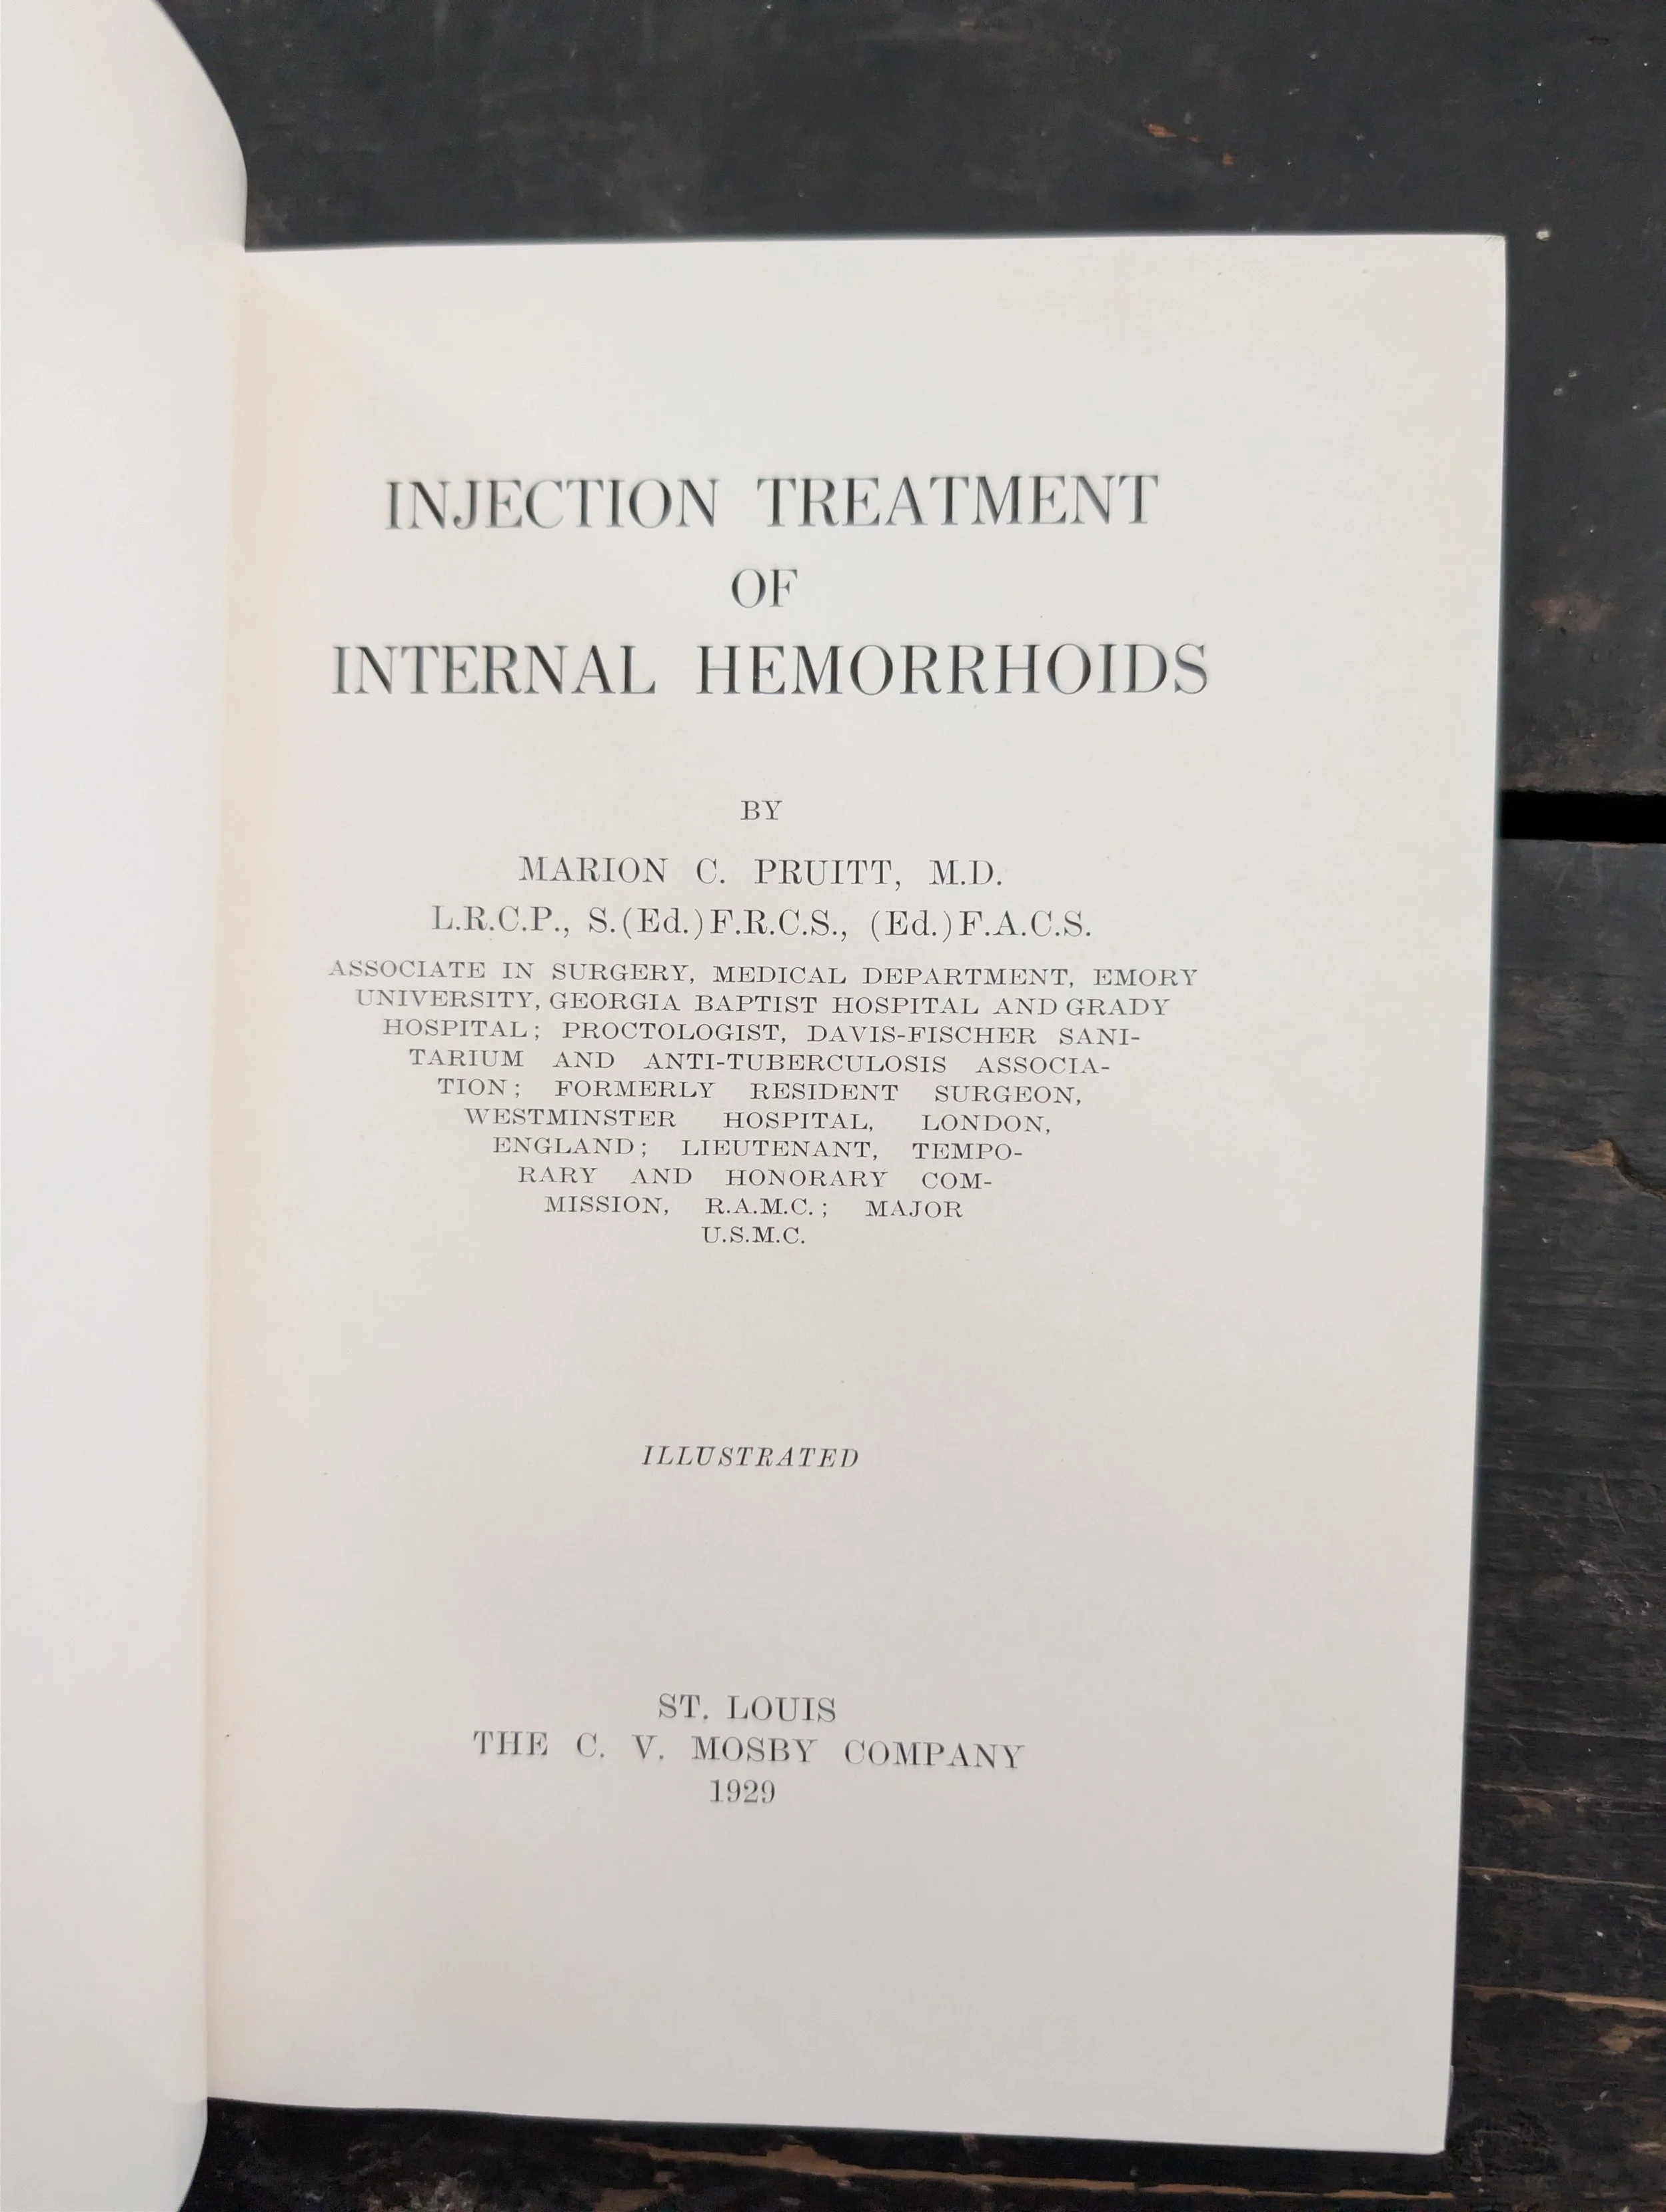 INJECTION TREATMENT
OF
INTERNAL HEMORRHOIDS
BY
MARION C. PRUITT, M.D.
L.R.C.P., S.(Ed.)F.R.C.S., (Ed.)F.A.C.S.
ASSOCIATE IN SURGERY, MEDICAL DEPARTMENT, EMORY
UNIVERSITY, GEORGIA BAPTIST HOSPITAL AND GRADY
HOSPITAL; PROCTOLOGIST, DAVIS-FISCHER SANI-
TARIUM AND ANTI-TUBERCULOSIS ASSOCIA-
TION; FORMERLY RESIDENT SURGEON,
WESTMINSTER HOSPITAL, LONDON,
ENGLAND; LIEUTENANT, TEMPO-
RARY AND HONORARY COM-
MISSION, R.A.M.C.; MAJOR
U.S.M.C.
ILLUSTRATED
ST. LOUIS
THE C. V. MOSBY COMPANY
1929